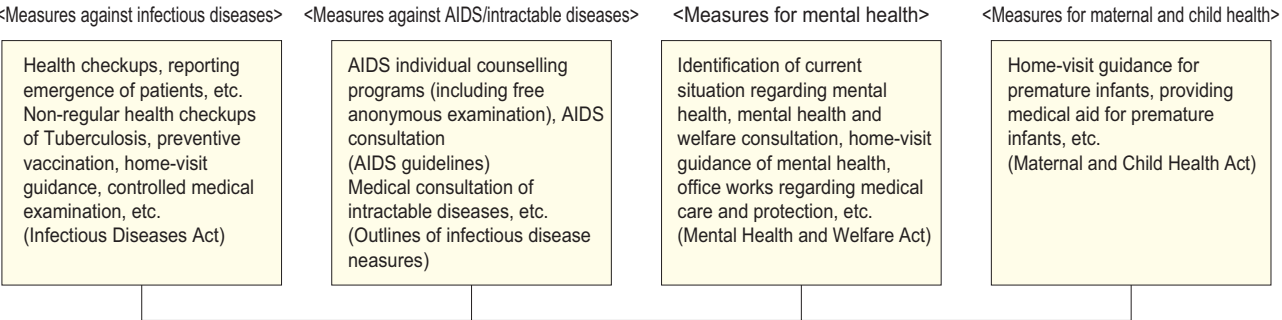 <Measures against infectious diseases>
Health checkups, reporting
emergence of patients, etc.
Non-regular health checkups
of Tuberculosis, preventive
vaccination, home-visit
guidance, controlled medical
examination, etc.
(Infectious Diseases Act)
<Measures against AIDS/intractable diseases>
AIDS individual counselling
programs (including free
anonymous examination), AIDS
consultation
(AIDS guidelines)
Medical consultation of
intractable diseases, etc.
(Outlines of infectious disease
neasures)
<Measures for mental health>
Identification of current
situation regarding mental
health, mental health and
welfare consultation, home-visit
guidance of mental health,
office works regarding medical
care and protection, etc.
(Mental Health and Welfare Act)
<Measures for maternal and child health>
Home-visit guidance for
premature infants, providing
medical aid for premature
infants, etc.
(Maternal and Child Health Act)